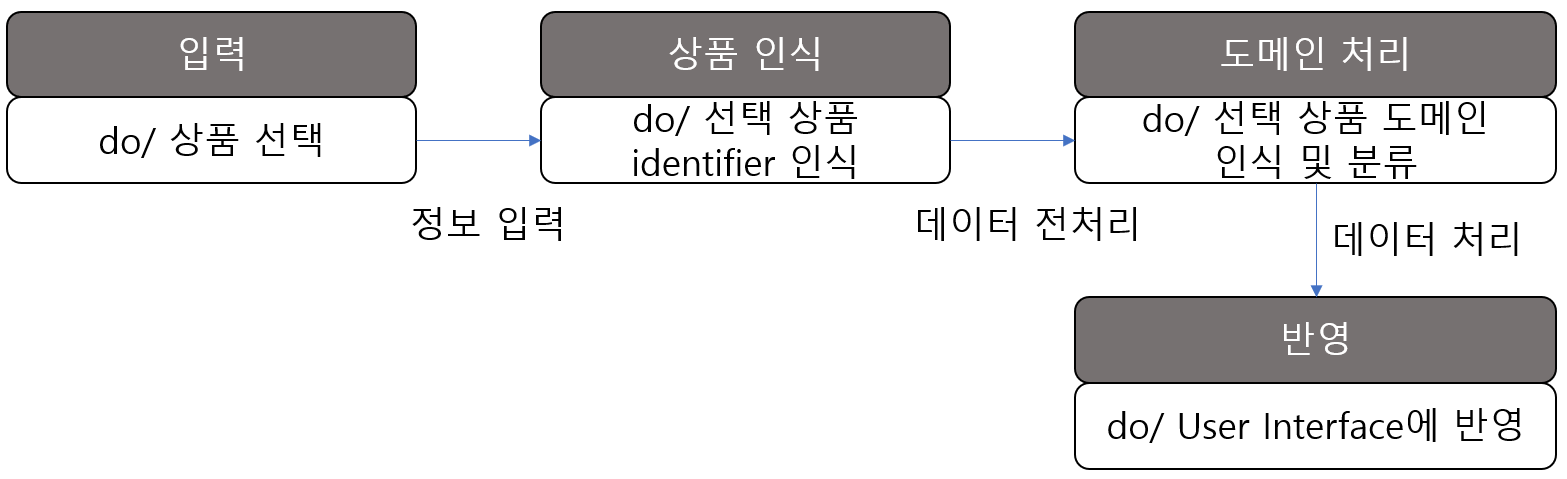 입력
do/ 상품 선택
정보 입력
상품 인식
do/ 선택 상품
identifier 인식
데이터 전처리
도메인 처리
do/ 선택 상품 도메인
인식 및 분류
데이터 처리
반영
do/ User Interface에 반영